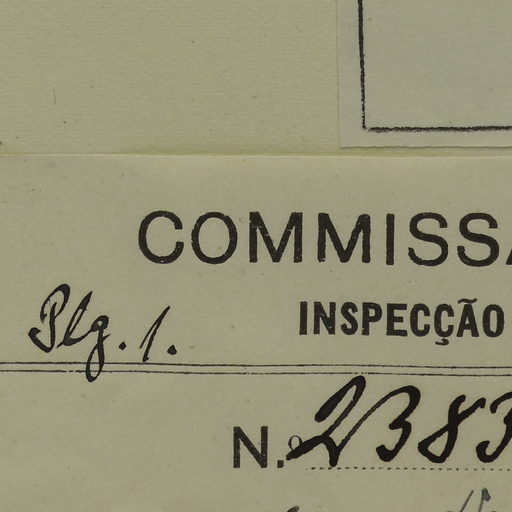 COMMISSA
INSPECÇÃO
Plg. 1.
N.º 2383